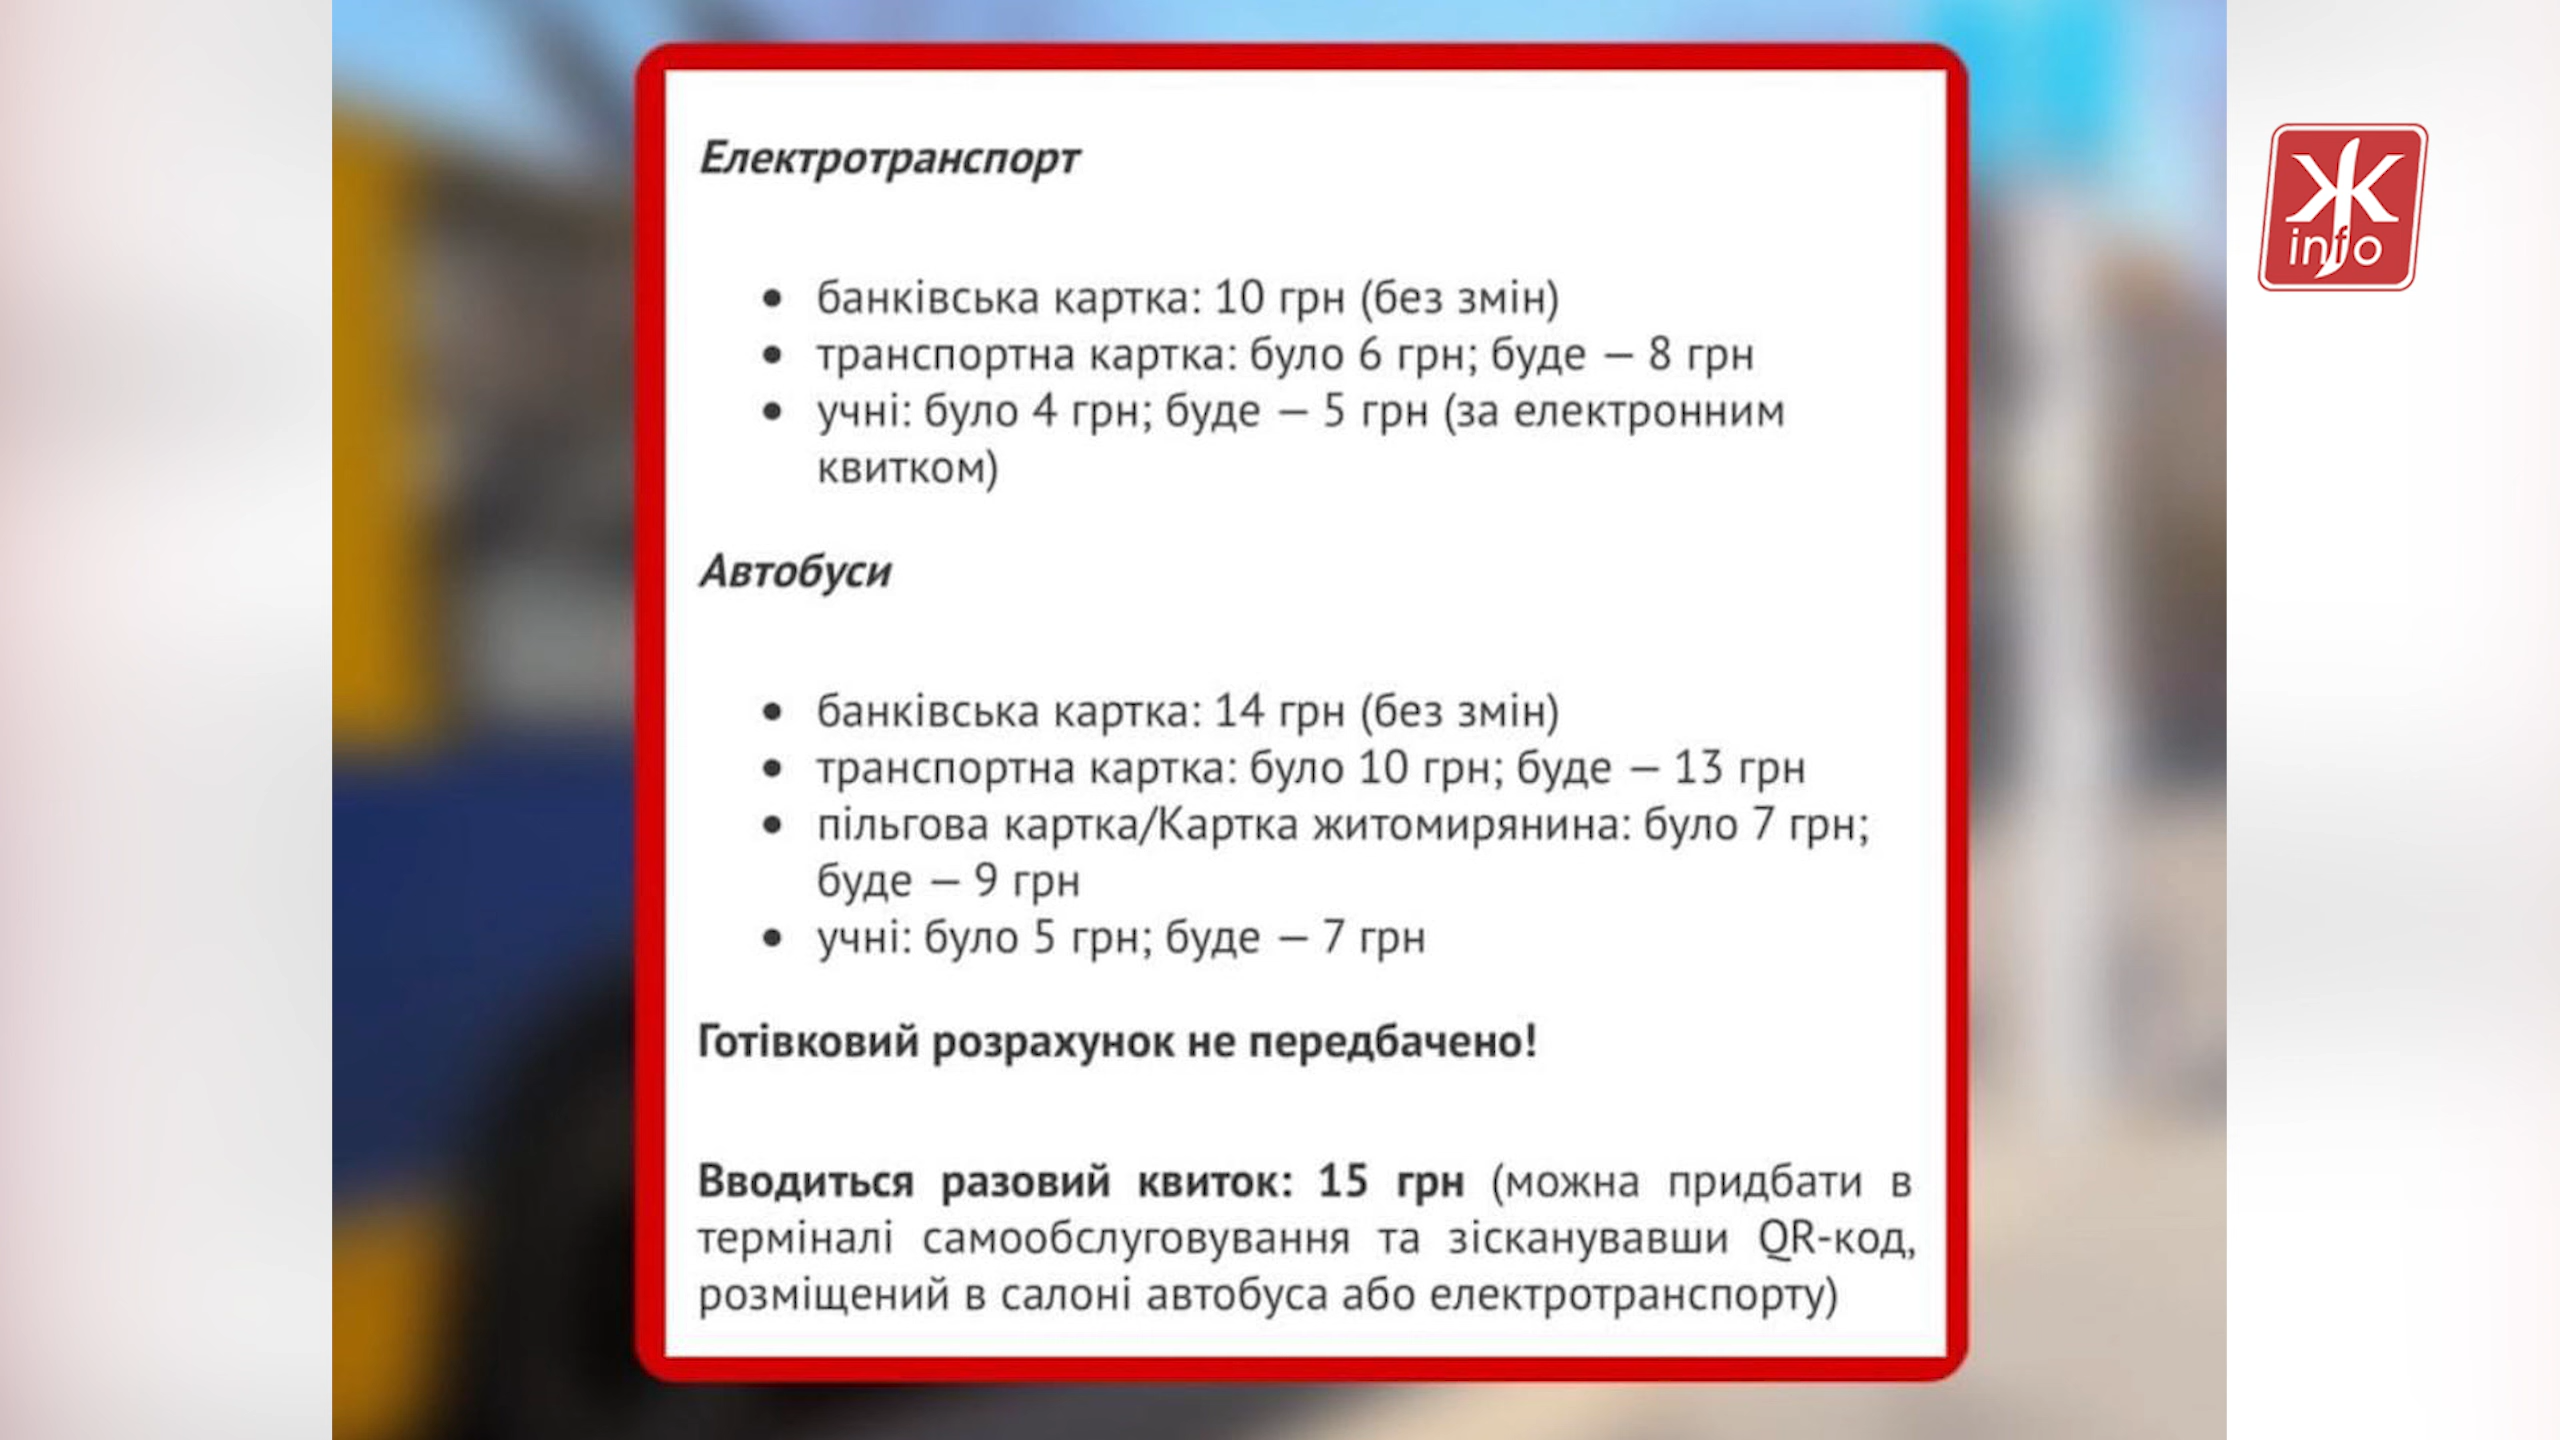 Електротранспорт
• банківська картка: 10 грн (без змін)
• транспортна картка: було 6 грн; буде — 8 грн
• учні: було 4 грн; буде — 5 грн (за електронним
квитком)
Автобуси
• банківська картка: 14 грн (без змін)
• транспортна картка: було 10 грн; буде — 13 грн
• пільгова картка/Картка житомирянина: було 7 грн;
буде — 9 грн
• учні: було 5 грн; буде — 7 грн
Готівковий розрахунок не передбачено!
Вводиться разовий квиток: 15 грн (можна придбати в
терміналі самообслуговування та зісканувавши QR-код,
розміщений в салоні автобуса або електротранспорту)
Ж
info